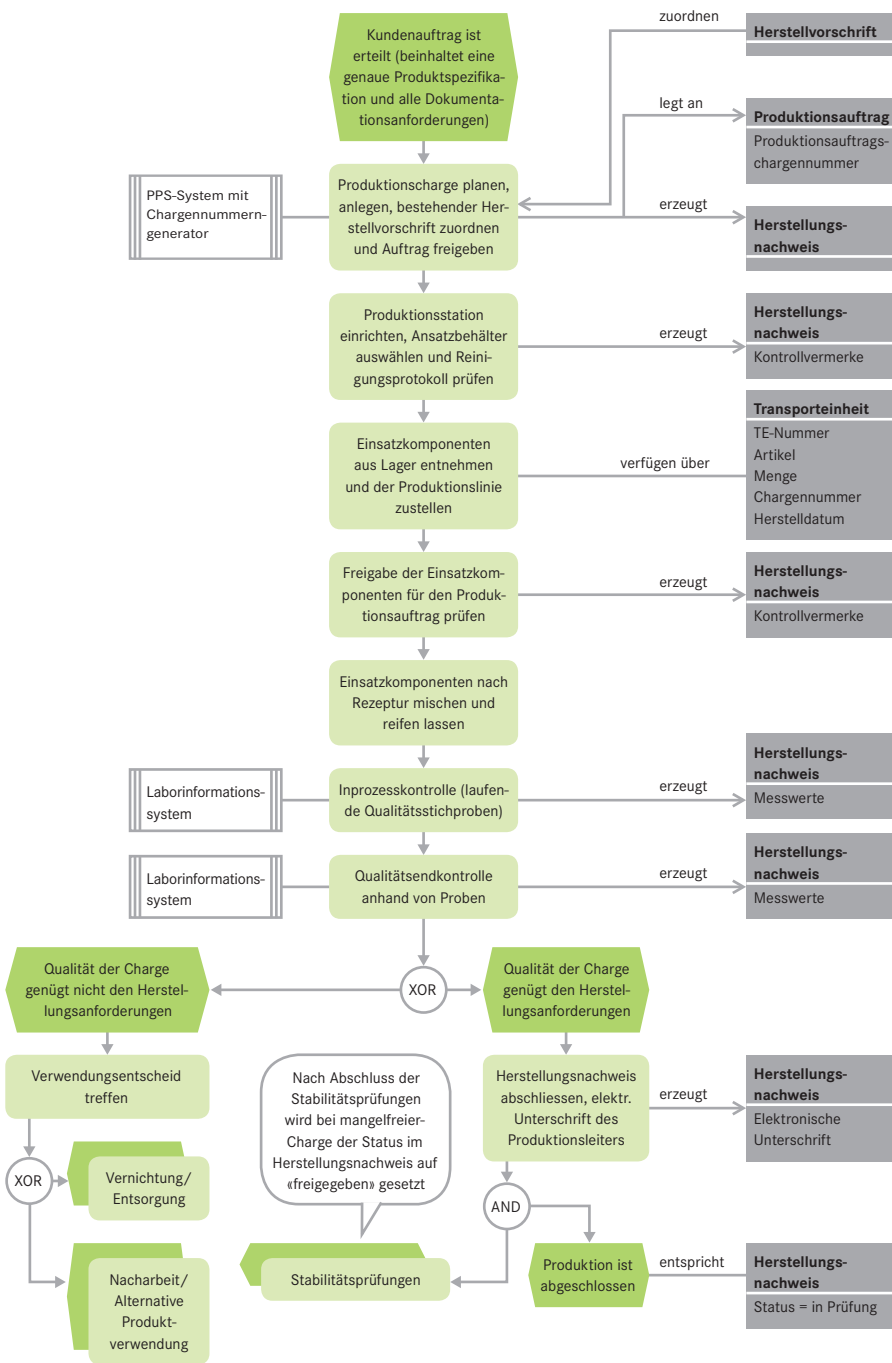 zuordnen
Herstellvorschrift
Kundenauftrag ist
erteilt (beinhaltet eine
genaue Produktspezifika-
tion und alle Dokumenta-
tionsanforderungen)
legt an
Produktionsauftrag
Produktionsauftrags-
chargennummer
PPS-System mit
Chargennummern-
generator
Produktionscharge planen,
anlegen, bestehender Her-
stellvorschrift zuordnen
und Auftrag freigeben
erzeugt
Herstellungs-
nachweis
Produktionsstation
einrichten, Ansatzbehälter
auswählen und Reini-
gungsprotokoll prüfen
erzeugt
Herstellungs-
nachweis
Kontrollvermerke
Einsatzkomponenten
aus Lager entnehmen
und der Produktionslinie
zustellen
verfügen über
Transporteinheit
TE-Nummer
Artikel
Menge
Chargennummer
Herstelldatum
Freigabe der Einsatzkom-
ponenten für den Produk-
tionsauftrag prüfen
erzeugt
Herstellungs-
nachweis
Kontrollvermerke
Einsatzkomponenten nach
Rezeptur mischen und
reifen lassen
Laborinformations-
system
Inprozesskontrolle (laufen-
de Qualitätsstichproben)
erzeugt
Herstellungs-
nachweis
Messwerte
Laborinformations-
system
Qualitätsendkontrolle
anhand von Proben
erzeugt
Herstellungs-
nachweis
Messwerte
Qualität der Charge
genügt nicht den Herstel-
lungsanforderungen
XOR
Qualität der Charge
genügt den Herstel-
lungsanforderungen
Verwendungsentscheid
treffen
Nach Abschluss der
Stabilitätsprüfungen
wird bei mangelfreier-
Charge der Status im
Herstellungsnachweis auf
«freigegeben» gesetzt
Herstellungsnachweis
abschliessen, elektr.
Unterschrift des
Produktionsleiters
erzeugt
Herstellungs-
nachweis
Elektronische
Unterschrift
XOR
Vernichtung/
Entsorgung
AND
Nacharbeit/
Alternative
Produkt-
verwendung
Stabilitätsprüfungen
Produktion ist
abgeschlossen
entspricht
Herstellungs-
nachweis
Status = in Prüfung